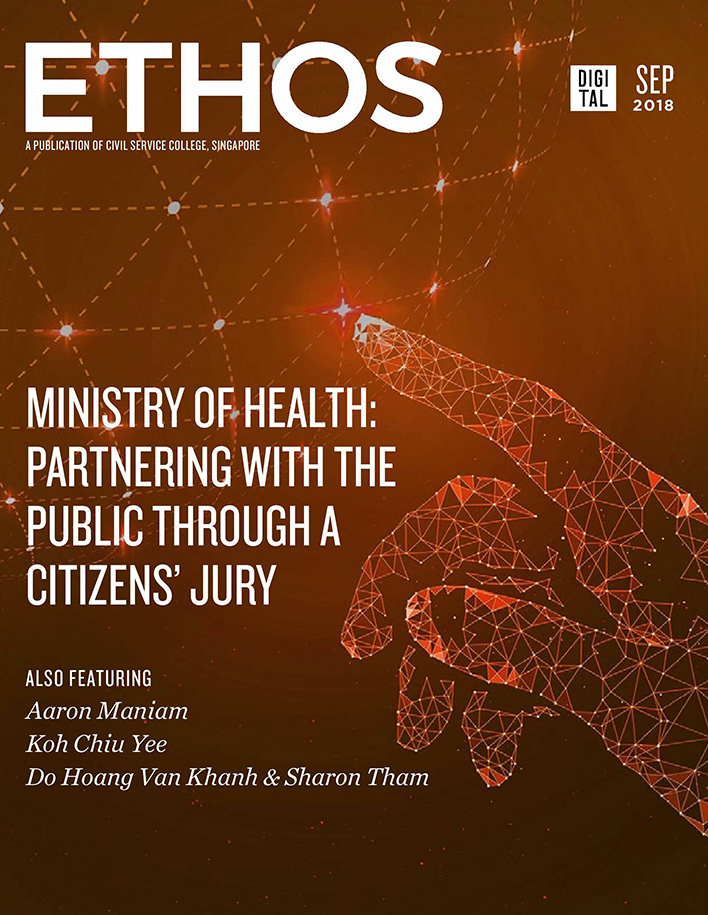 ETHOS
A PUBLICATION OF CIVIL SERVICE COLLEGE, SINGAPORE
DIGI
TAL
SEP
2018
MINISTRY OF HEALTH:
PARTNERING WITH THE
PUBLIC THROUGH A
CITIZENS’ JURY
ALSO FEATURING
Aaron Maniam
Koh Chiu Yee
Do Hoang Van Khanh & Sharon Tham